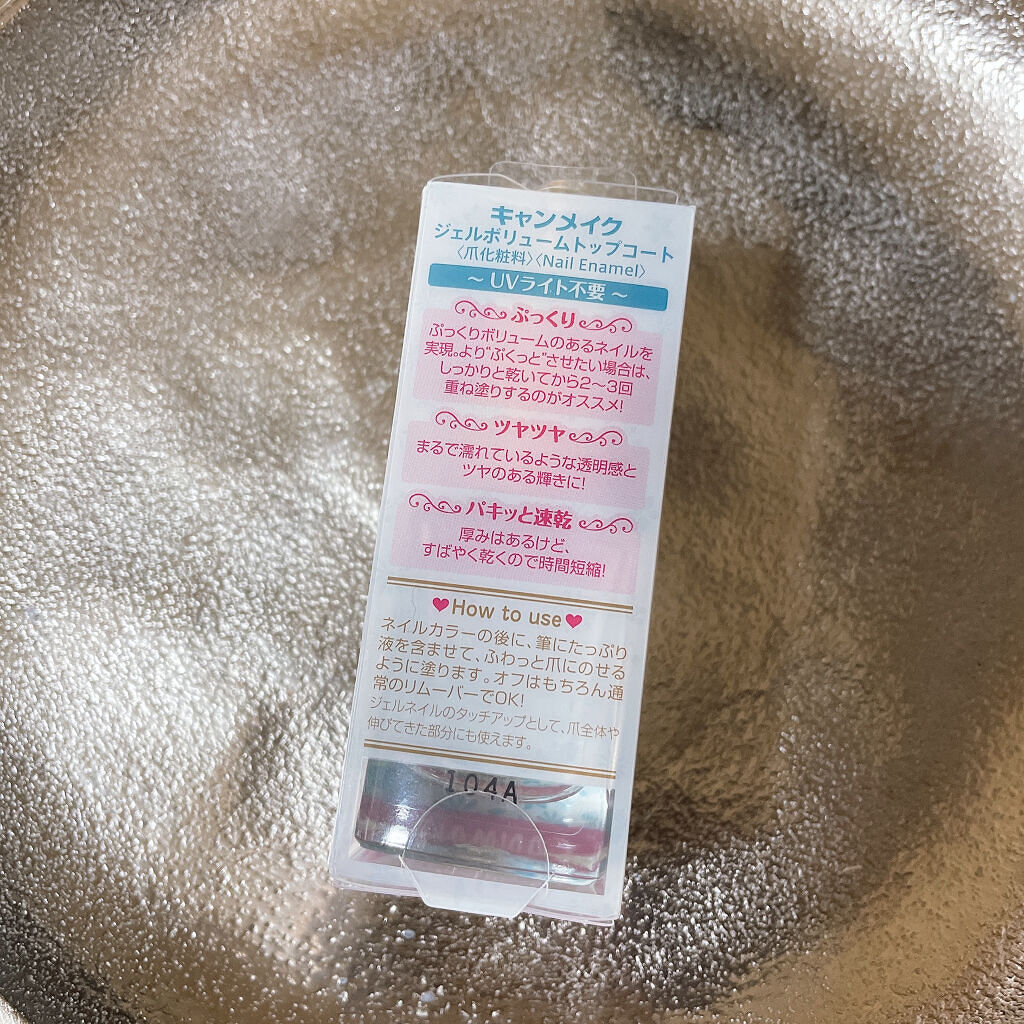 キャンメイク
ジェルボリュームトップコート
〈爪化粧料〉〈Nail Enamel〉
～ UVライト不要 ～
ぷっくり
ぷっくりボリュームのあるネイルを
実現。より“ぷくっと”させたい場合は、
しっかりと乾いてから2～3回
重ね塗りするのがオススメ!
ツヤツヤ
まるで濡れているような透明感と
ツヤのある輝きに!
パキッと速乾
厚みはあるけど、
すばやく乾くので時間短縮!
♥How to use♥
ネイルカラーの後に、筆にたっぷり
液を含ませて、ふわっと爪にのせる
ように塗ります。オフはもちろん通
常のリムーバーでOK!
ジェルネイルのタッチアップとして、爪全体や
伸びてきた部分にも使えます。
104A